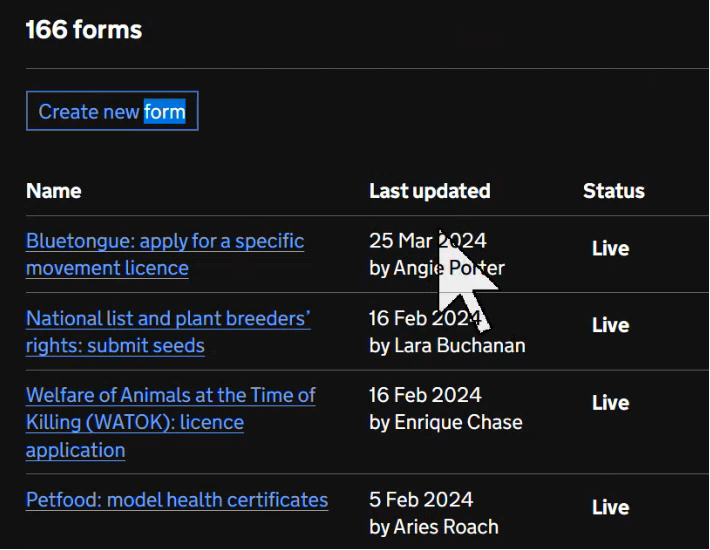 166 forms
Create new form
Name Last updated Status
Bluetongue: apply for a specific
movement licence
25 Mar 2024
by Angie Porter
Live
National list and plant breeders’
rights: submit seeds
16 Feb 2024
by Lara Buchanan
Live
Welfare of Animals at the Time of
Killing (WATOK): licence
application
16 Feb 2024
by Enrique Chase
Live
Petfood: model health certificates
5 Feb 2024
by Aries Roach
Live